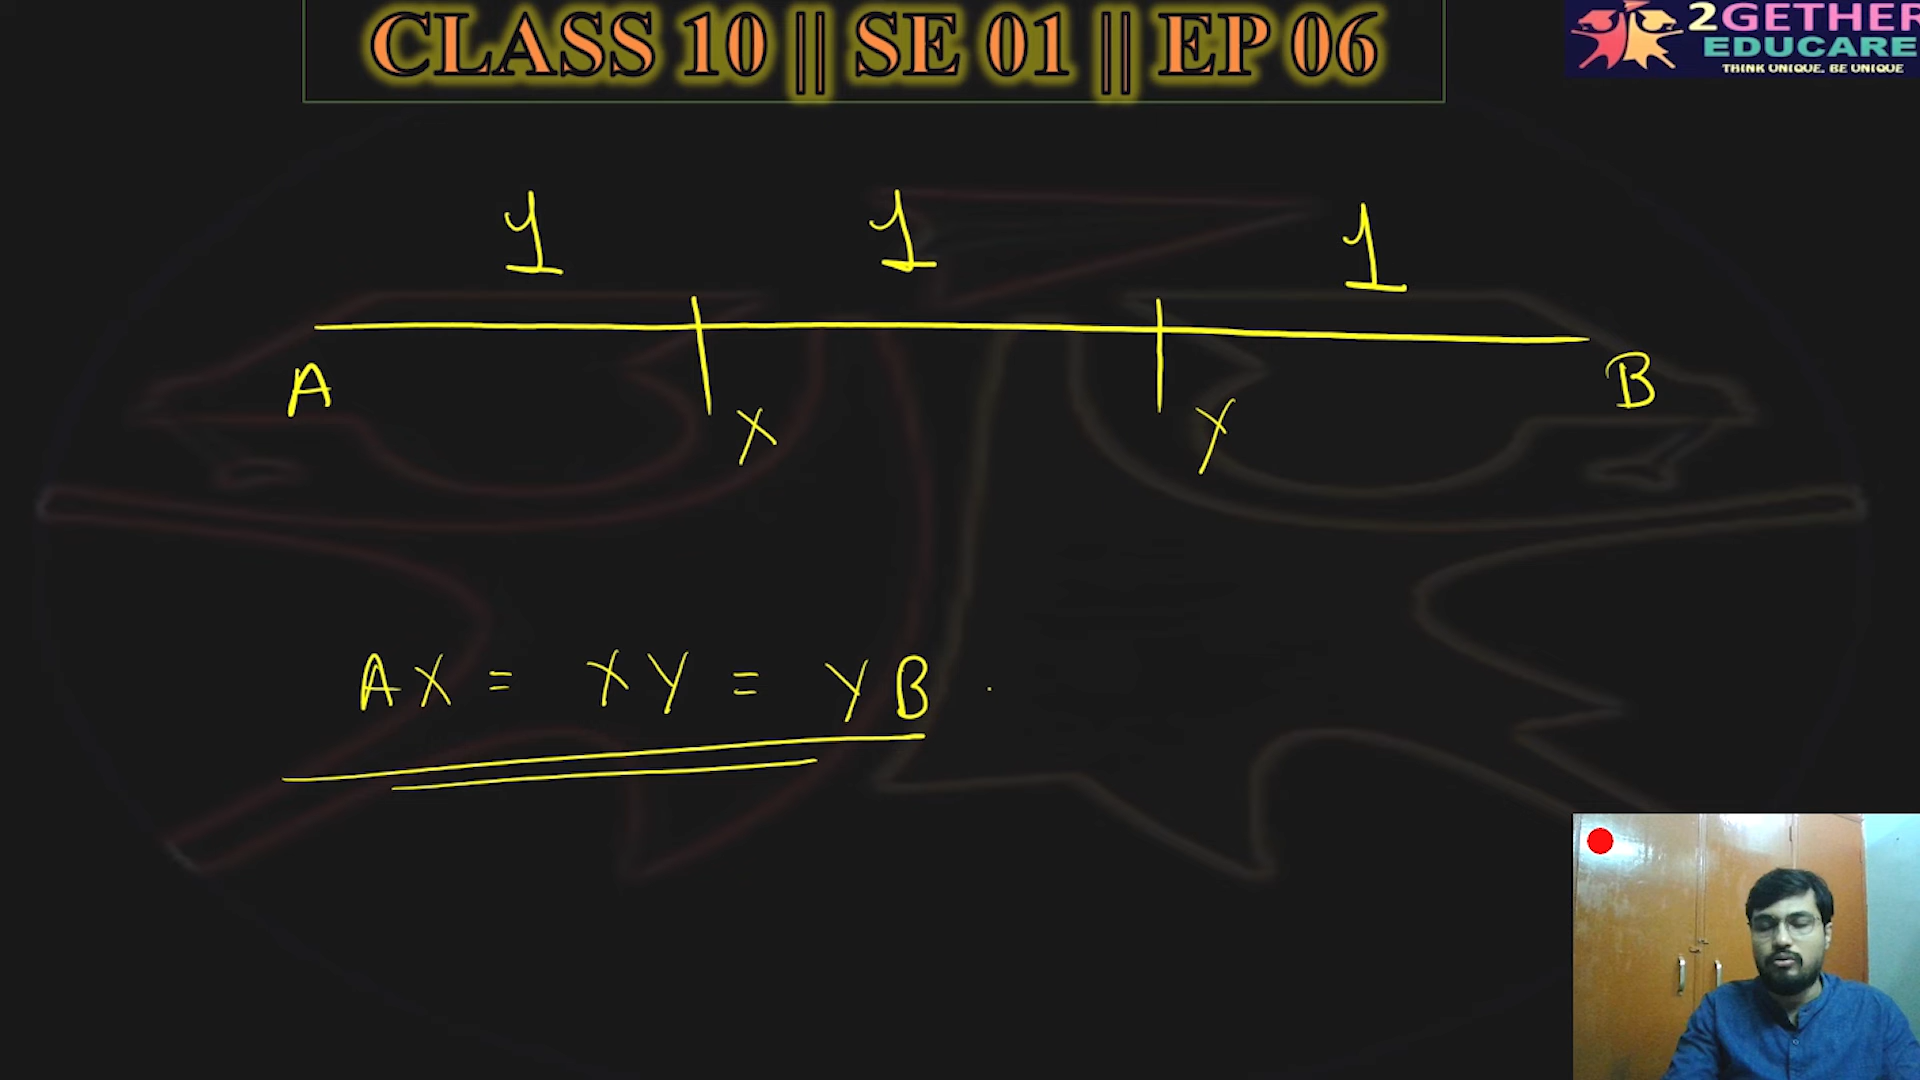 CLASS 10 || SE 01 || EP 06
2GETHER
EDUCARE
THINK UNIQUE. BE UNIQUE
1 1 1
A X Y B
AX = XY = YB